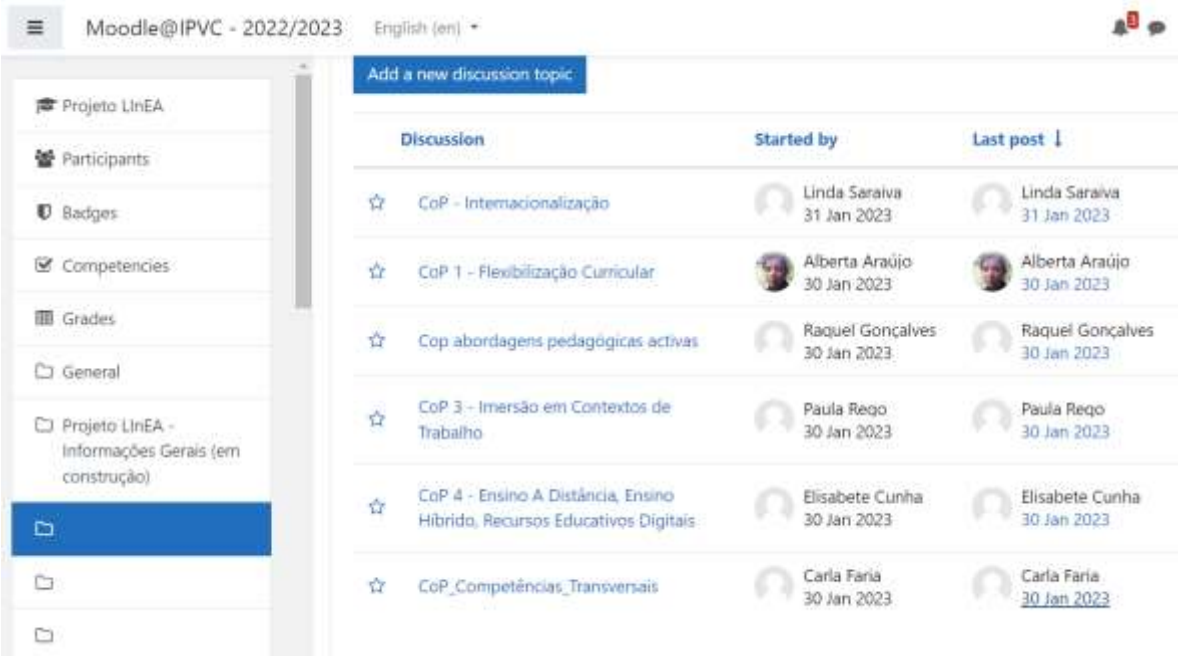 Moodle@IPVC - 2022/2023 English (en)
3
Projeto LInEA
Participants
Badges
Competencies
Grades
General
Projeto LInEA -
Informações Gerais (em
construção)
Add a new discussion topic
Discussion Started by Last post ↓
CoP - Internacionalização
Linda Saraiva
31 Jan 2023
Linda Saraiva
31 Jan 2023
CoP 1 - Flexibilização Curricular
Alberta Araújo
30 Jan 2023
Alberta Araújo
30 Jan 2023
Cop abordagens pedagógicas activas
Raquel Gonçalves
30 Jan 2023
Raquel Gonçalves
30 Jan 2023
CoP 3 - Imersão em Contextos de
Trabalho
Paula Rego
30 Jan 2023
Paula Rego
30 Jan 2023
CoP 4 - Ensino A Distância, Ensino
Híbrido, Recursos Educativos Digitais
Elisabete Cunha
30 Jan 2023
Elisabete Cunha
30 Jan 2023
CoP_Competências_Transversais
Carla Faria
30 Jan 2023
Carla Faria
30 Jan 2023